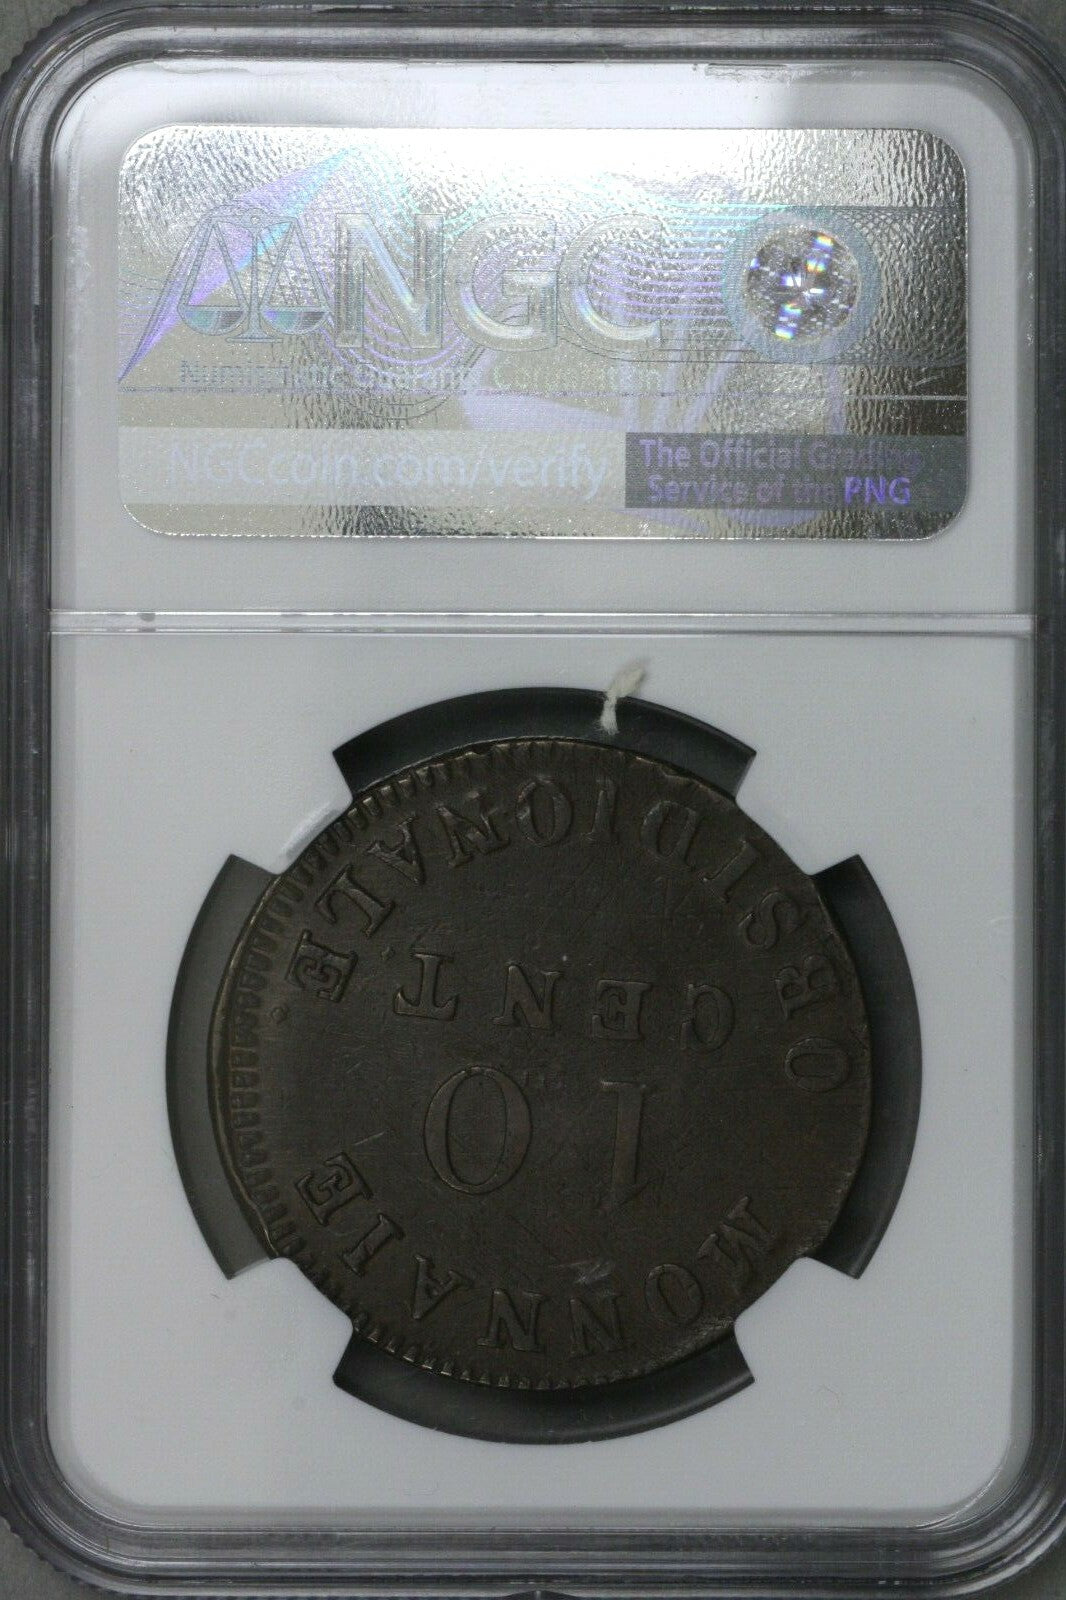 NGC
Numismatic Guaranty Corporation
NGCcoin.com/verify
The Official Grading
Service of the PNG
MONNAIE OBSIDIONALE
10
CENT